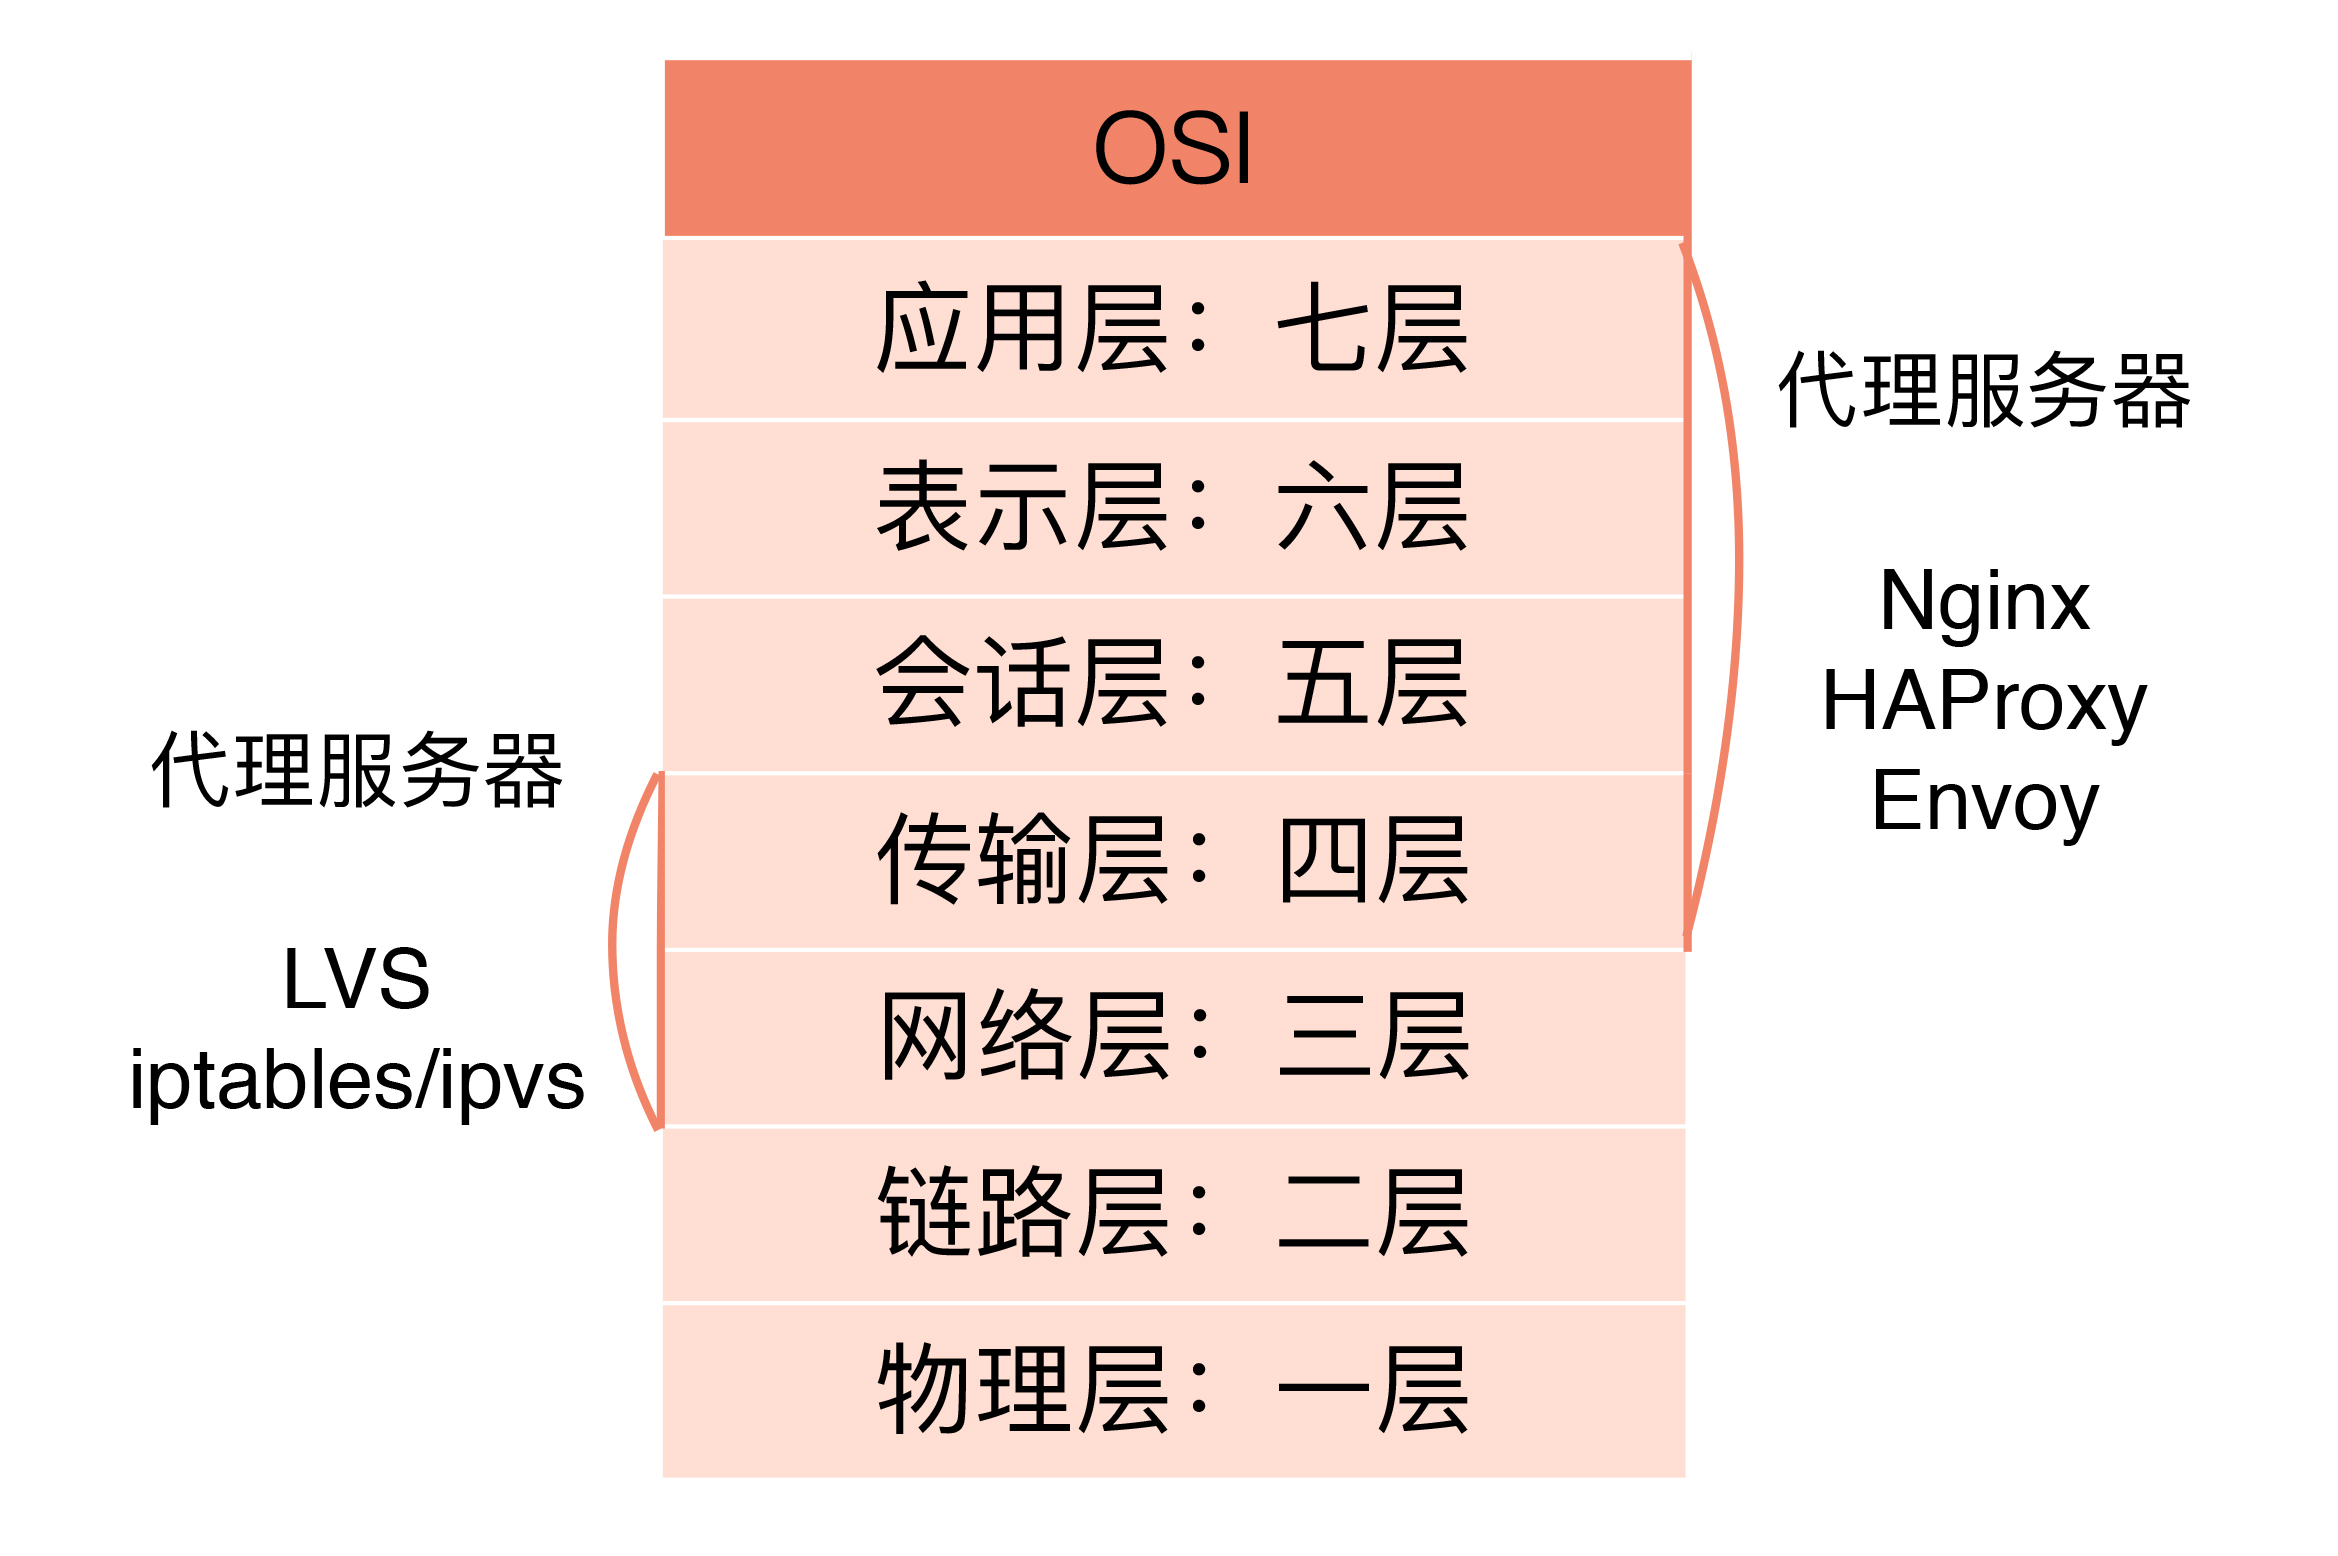 OSI
应用层：七层
表示层：六层
会话层：五层
传输层：四层
网络层：三层
链路层：二层
物理层：一层
代理服务器
LVS
iptables/ipvs
代理服务器
Nginx
HAProxy
Envoy